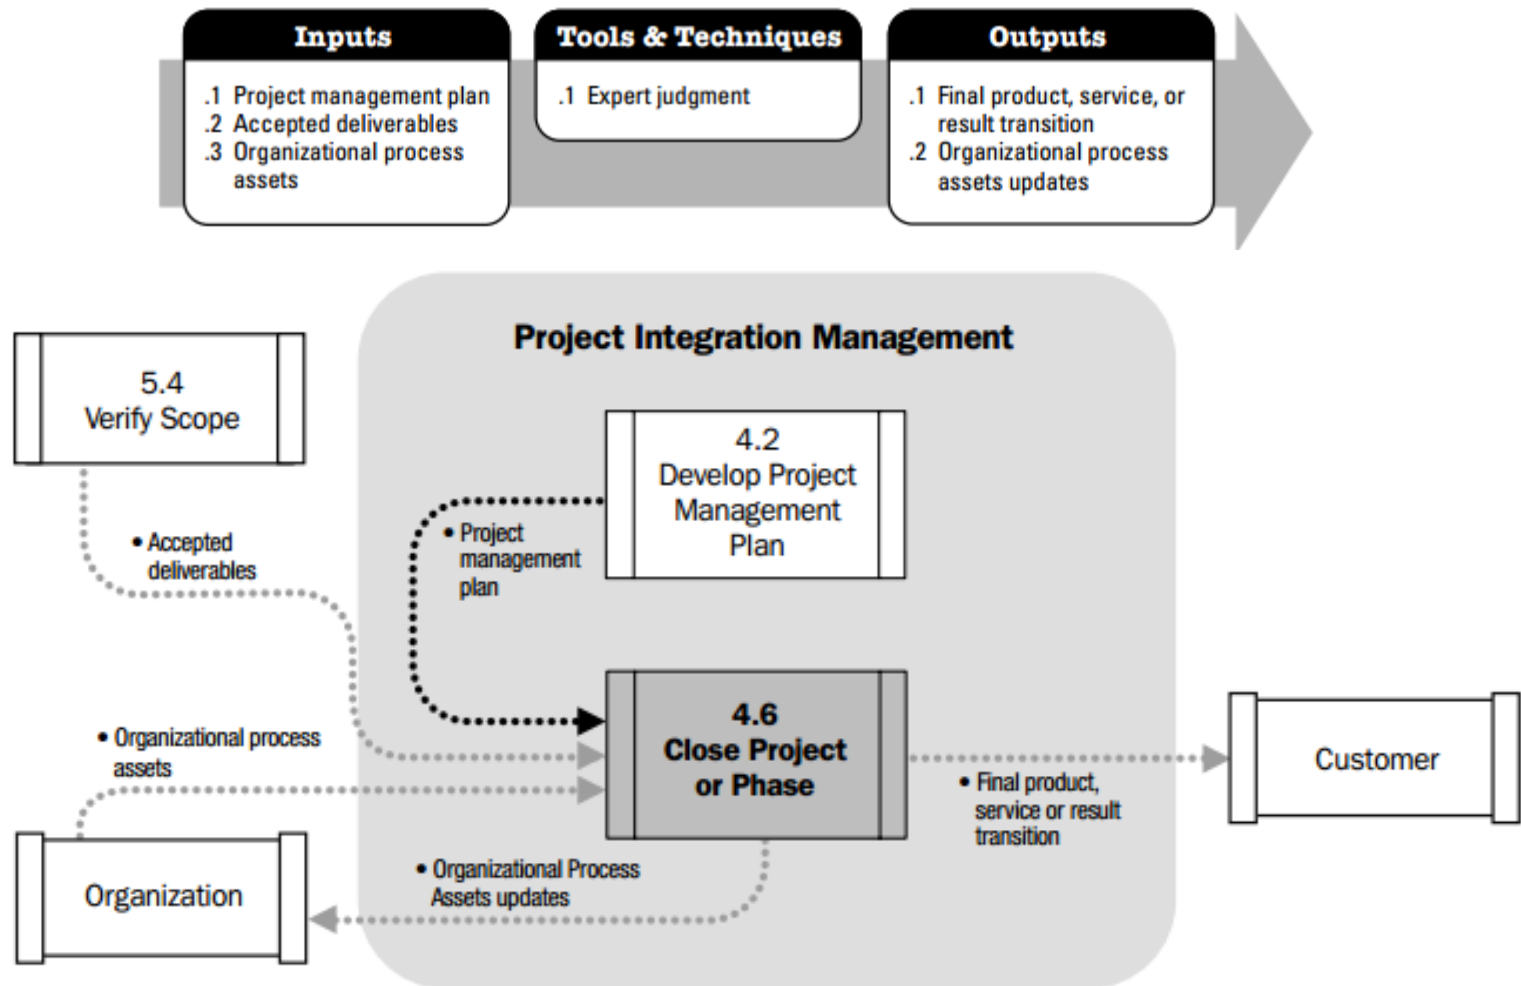 Inputs
.1 Project management plan
.2 Accepted deliverables
.3 Organizational process
assets
Tools & Techniques
.1 Expert judgment
Outputs
.1 Final product, service, or
result transition
.2 Organizational process
assets updates
Project Integration Management
5.4
Verify Scope
4.2
Develop Project
Management
Plan
• Accepted
deliverables
• Project
management
plan
4.6
Close Project
or Phase
• Organizational process
assets
Customer
• Final product,
service or result
transition
Organization
• Organizational Process
Assets updates